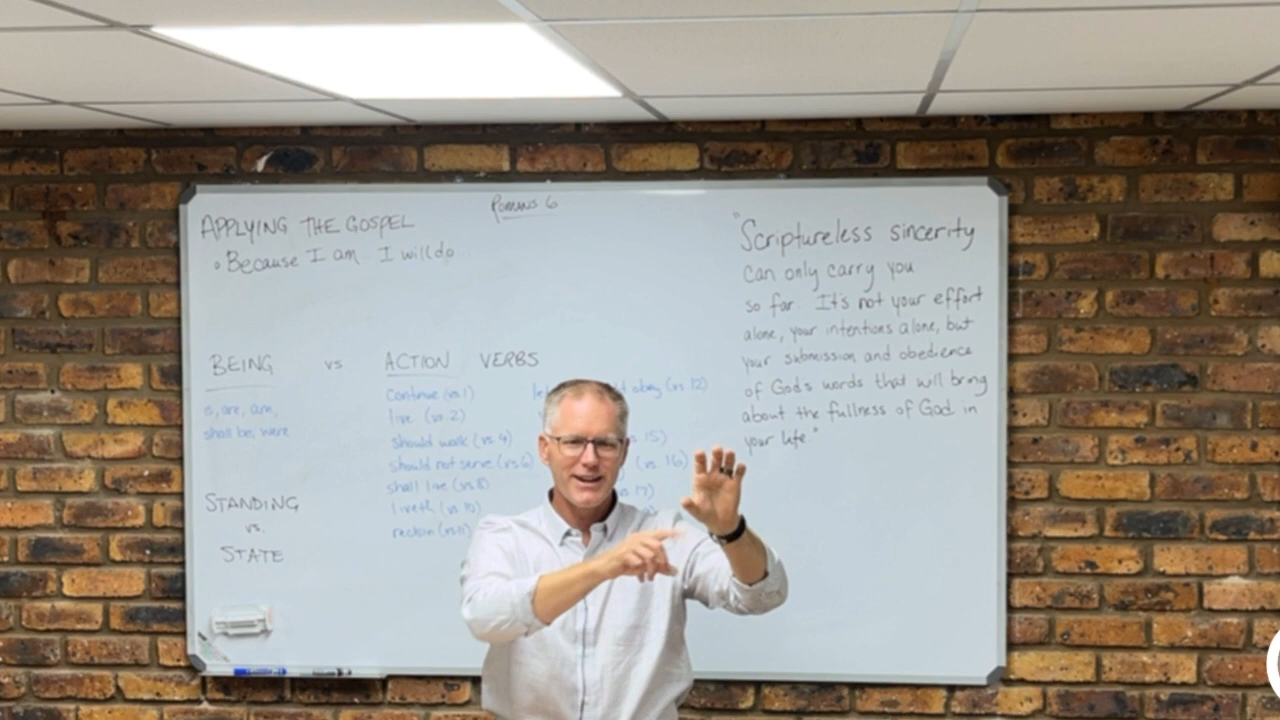 Romans 6
APPLYING THE GOSPEL
Because I am I will do
BEING vs ACTION VERBS
is, are, am,
shall be, were
Continue (vs. 1)
live (vs. 2)
should walk (vs. 4)
should not serve (vs 6)
shall live (vs. 8)
liveth (vs. 10)
reckon (vs 11)
obey (vs 12)
vs 15)
(vs. 16)
vs 17)
STANDING
vs.
STATE
"Scriptureless sincerity
can only carry you
so far. It's not your effort
alone, your intentions alone, but
your submission and obedience
of God's words that will bring
about the fullness of God in
your life."